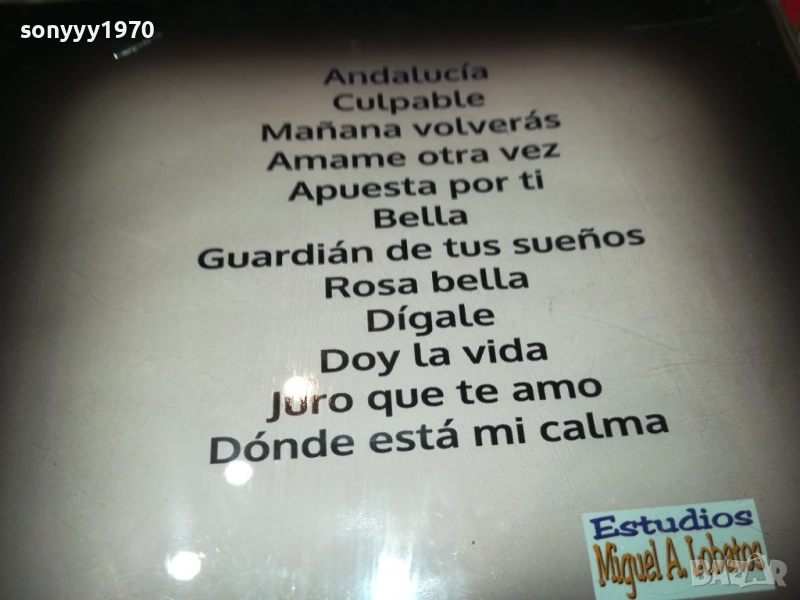 sonyyy1970
Andalucía
Culpable
Mañana volverás
Amame otra vez
Apuesta por ti
Bella
Guardián de tus sueños
Rosa bella
Dígale
Doy la vida
Juro que te amo
Dónde está mi calma
Estudios
Miguel A. Lobatos
BAZAR